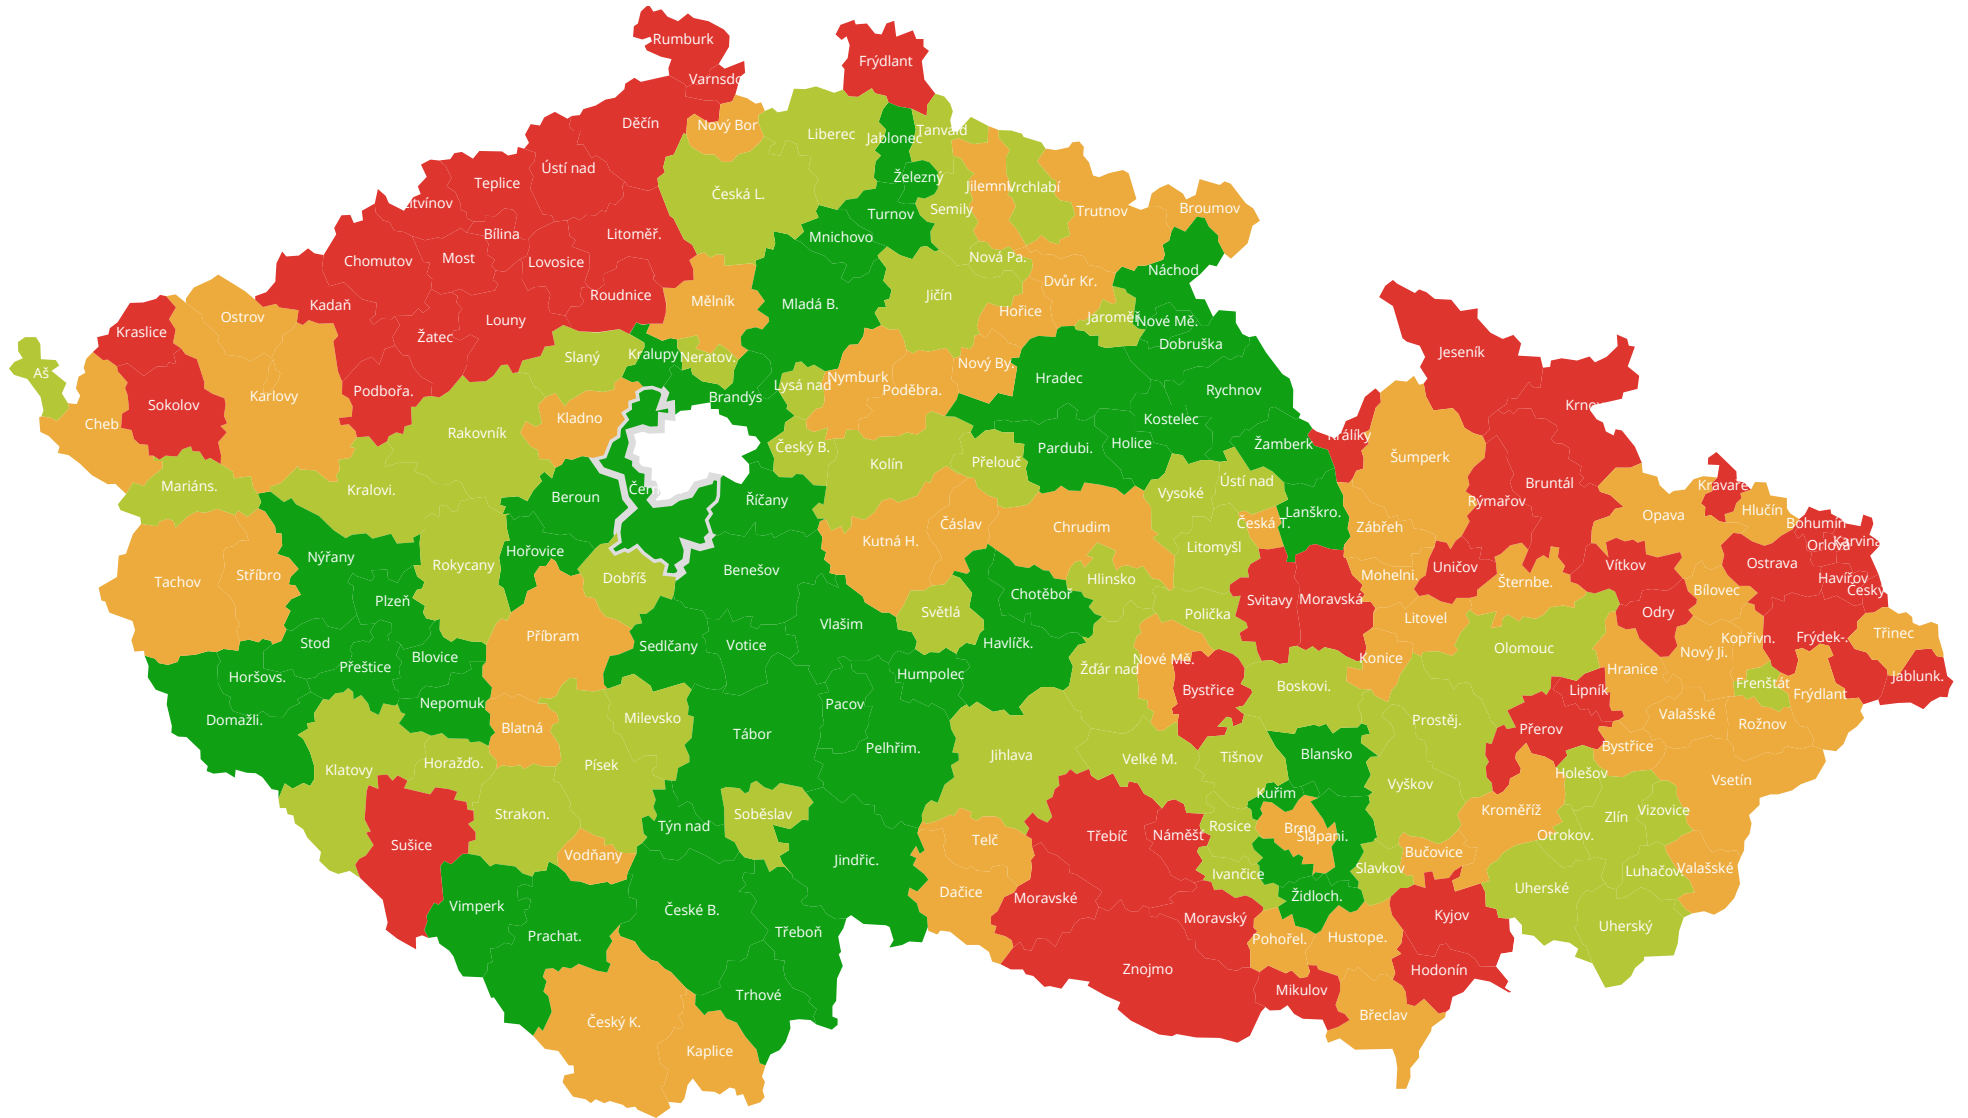 Rumburk
Frýdlant
Varnsdo
Děčín
Nový Bor
Liberec
Jablonec
Tanvald
Ústí nad
Teplice
Železný
Jilemni
Vrchlabí
Česká L.
Litvínov
Semily
Turnov
Trutnov
Broumov
Bílina
Litoměř.
Mnichovo
Most
Chomutov
Lovosice
Nová Pa.
Náchod
Dvůr Kr.
Roudnice
Jičín
Mělník
Mladá B.
Kadaň
Hořice
Ostrov
Louny
Jaroměř
Nové Mě.
Kraslice
Žatec
Dobruška
Slaný
Kralupy
Neratov.
Jeseník
Nový By.
Aš
Nymburk
Hradec
Lysá nad
Podbořa.
Poděbra.
Rychnov
Karlovy
Brandýs
Sokolov
Krnov
Kladno
Kostelec
Cheb
Rakovník
Králíky
Žamberk
Holice
Český B.
Pardubi.
Šumperk
Kolín
Přelouč
Ústí nad
Bruntál
Kravaře
Mariáns.
Kralovi.
Čern
Vysoké
Beroun
Říčany
Rýmařov
Hlučín
Lanškro.
Opava
Česká T.
Čáslav
Chrudim
Zábřeh
Bohumín
Kutná H.
Karviná
Orlová
Litomyšl
Hořovice
Nýřany
Ostrava
Rokycany
Vítkov
Uničov
Benešov
Stříbro
Mohelni.
Dobříš
Hlinsko
Havířov
Tachov
Šternbe.
Bílovec
Český
Chotěboř
Plzeň
Svitavy
Moravská
Světlá
Odry
Polička
Litovel
Vlašim
Třinec
Příbram
Frýdek-.
Kopřivn.
Stod
Havlíčk.
Votice
Sedlčany
Olomouc
Nový Ji.
Blovice
Konice
Nové Mě.
Přeštice
Žďár nad
Hranice
Humpolec
Jablunk.
Horšovs.
Frenštát
Boskovi.
Bystřice
Lipník
Frýdlant
Nepomuk
Pacov
Valašské
Milevsko
Domažli.
Prostěj.
Rožnov
Blatná
Přerov
Tábor
Bystřice
Pelhřim.
Blansko
Jihlava
Tišnov
Velké M.
Horažďo.
Písek
Klatovy
Holešov
Vsetín
Vyškov
Kuřim
Kroměříž
Vizovice
Strakon.
Soběslav
Zlín
Týn nad
Rosice
Brno
Šlapani.
Třebíč
Náměšť
Otrokov.
Telč
Sušice
Bučovice
Vodňany
Jindřic.
Slavkov
Valašské
Luhačov.
Ivančice
Uherské
Dačice
Židloch.
Moravské
Vimperk
České B.
Kyjov
Moravský
Uherský
Třeboň
Prachat.
Hustope.
Pohořel.
Znojmo
Hodonín
Mikulov
Trhové
Břeclav
Český K.
Kaplice